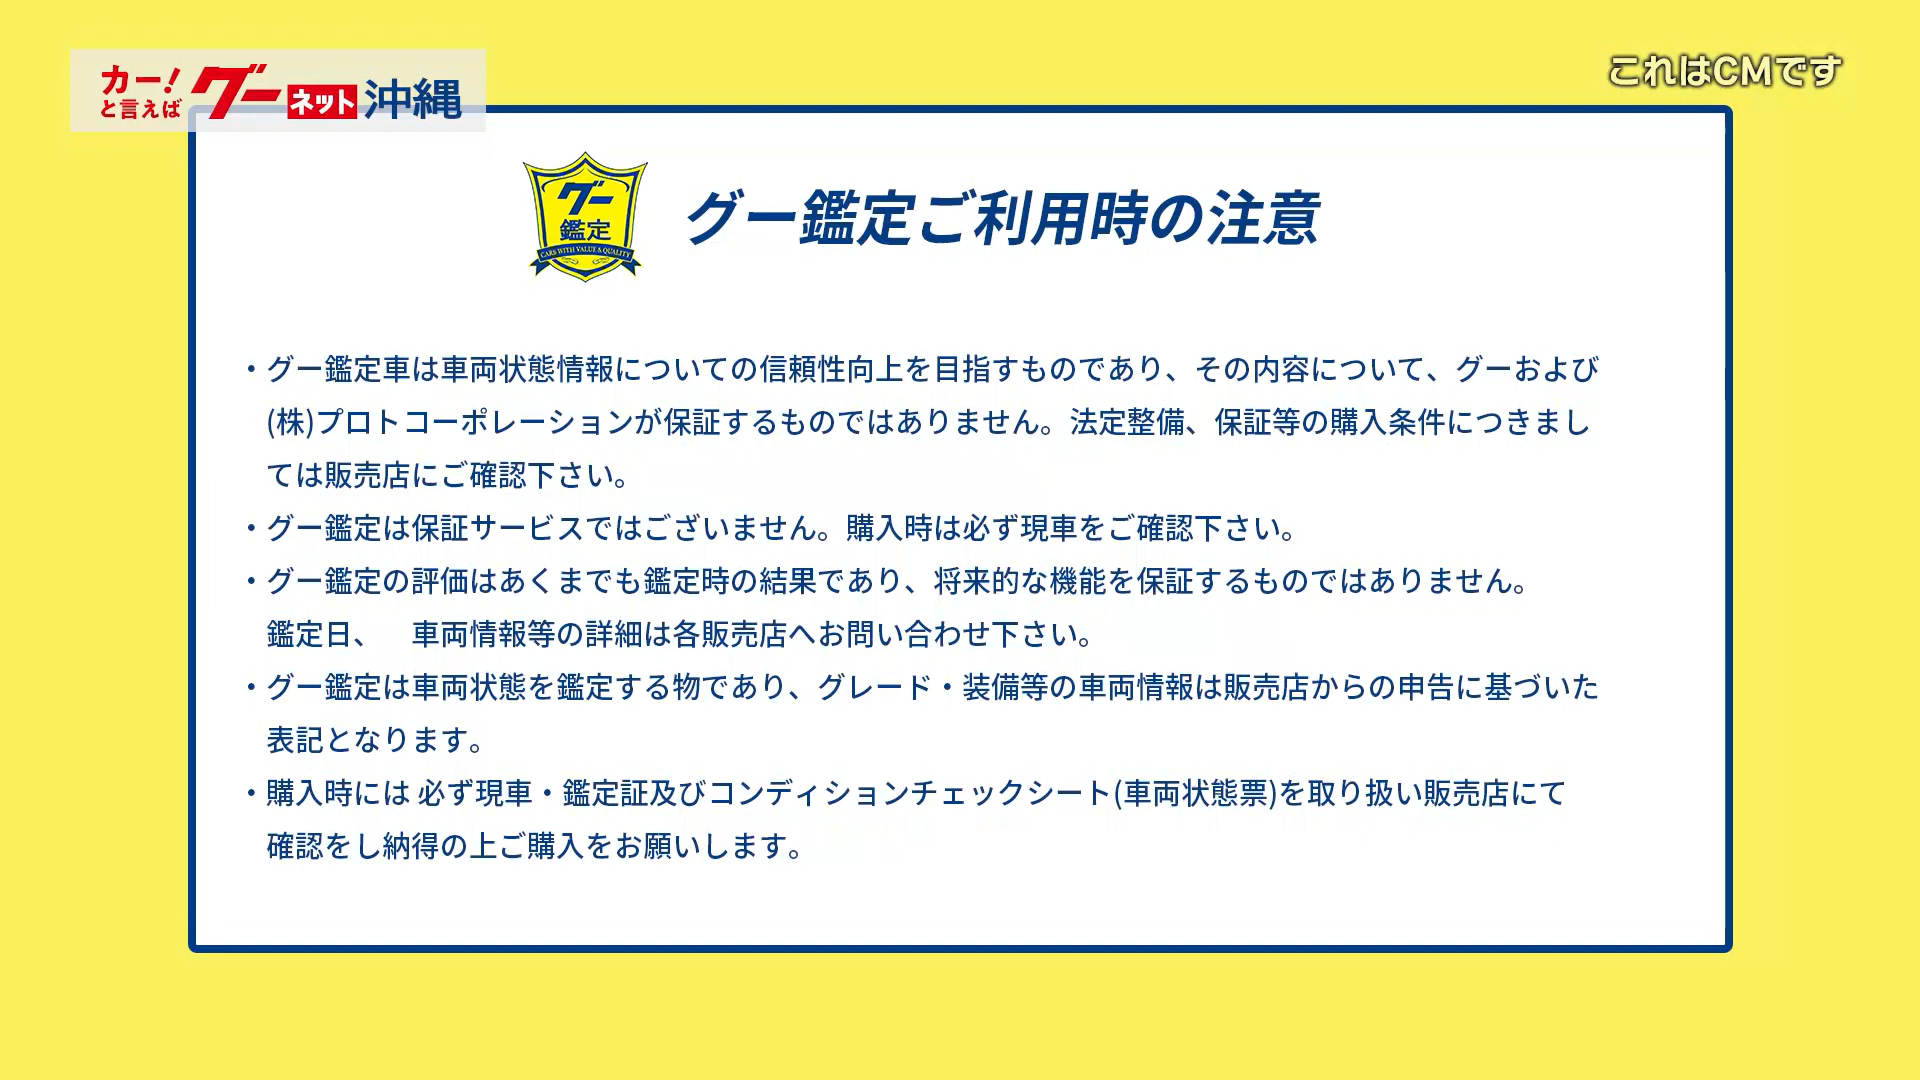 カー!
と言えば
グーネット沖縄
これはCMです
グー
鑑定
CARS WITH VALUE & QUALITY
グー鑑定ご利用時の注意
・グー鑑定車は車両状態情報についての信頼性向上を目指すものであり、その内容について、グーおよび
(株)プロトコーポレーションが保証するものではありません。法定整備、保証等の購入条件につきまし
ては販売店にご確認下さい。
・グー鑑定は保証サービスではございません。購入時は必ず現車をご確認下さい。
・グー鑑定の評価はあくまでも鑑定時の結果であり、将来的な機能を保証するものではありません。
鑑定日、　車両情報等の詳細は各販売店へお問い合わせ下さい。
・グー鑑定は車両状態を鑑定する物であり、グレード・装備等の車両情報は販売店からの申告に基づいた
表記となります。
・購入時には 必ず現車・鑑定証及びコンディションチェックシート(車両状態票)を取り扱い販売店にて
確認をし納得の上ご購入をお願いします。